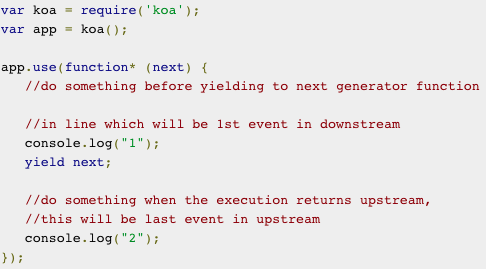 var koa = require('koa');
var app = koa();

app.use(function* (next) {
   //do something before yielding to next generator function

   //in line which will be 1st event in downstream
   console.log("1");
   yield next;

   //do something when the execution returns upstream,
   //this will be last event in upstream
   console.log("2");
});